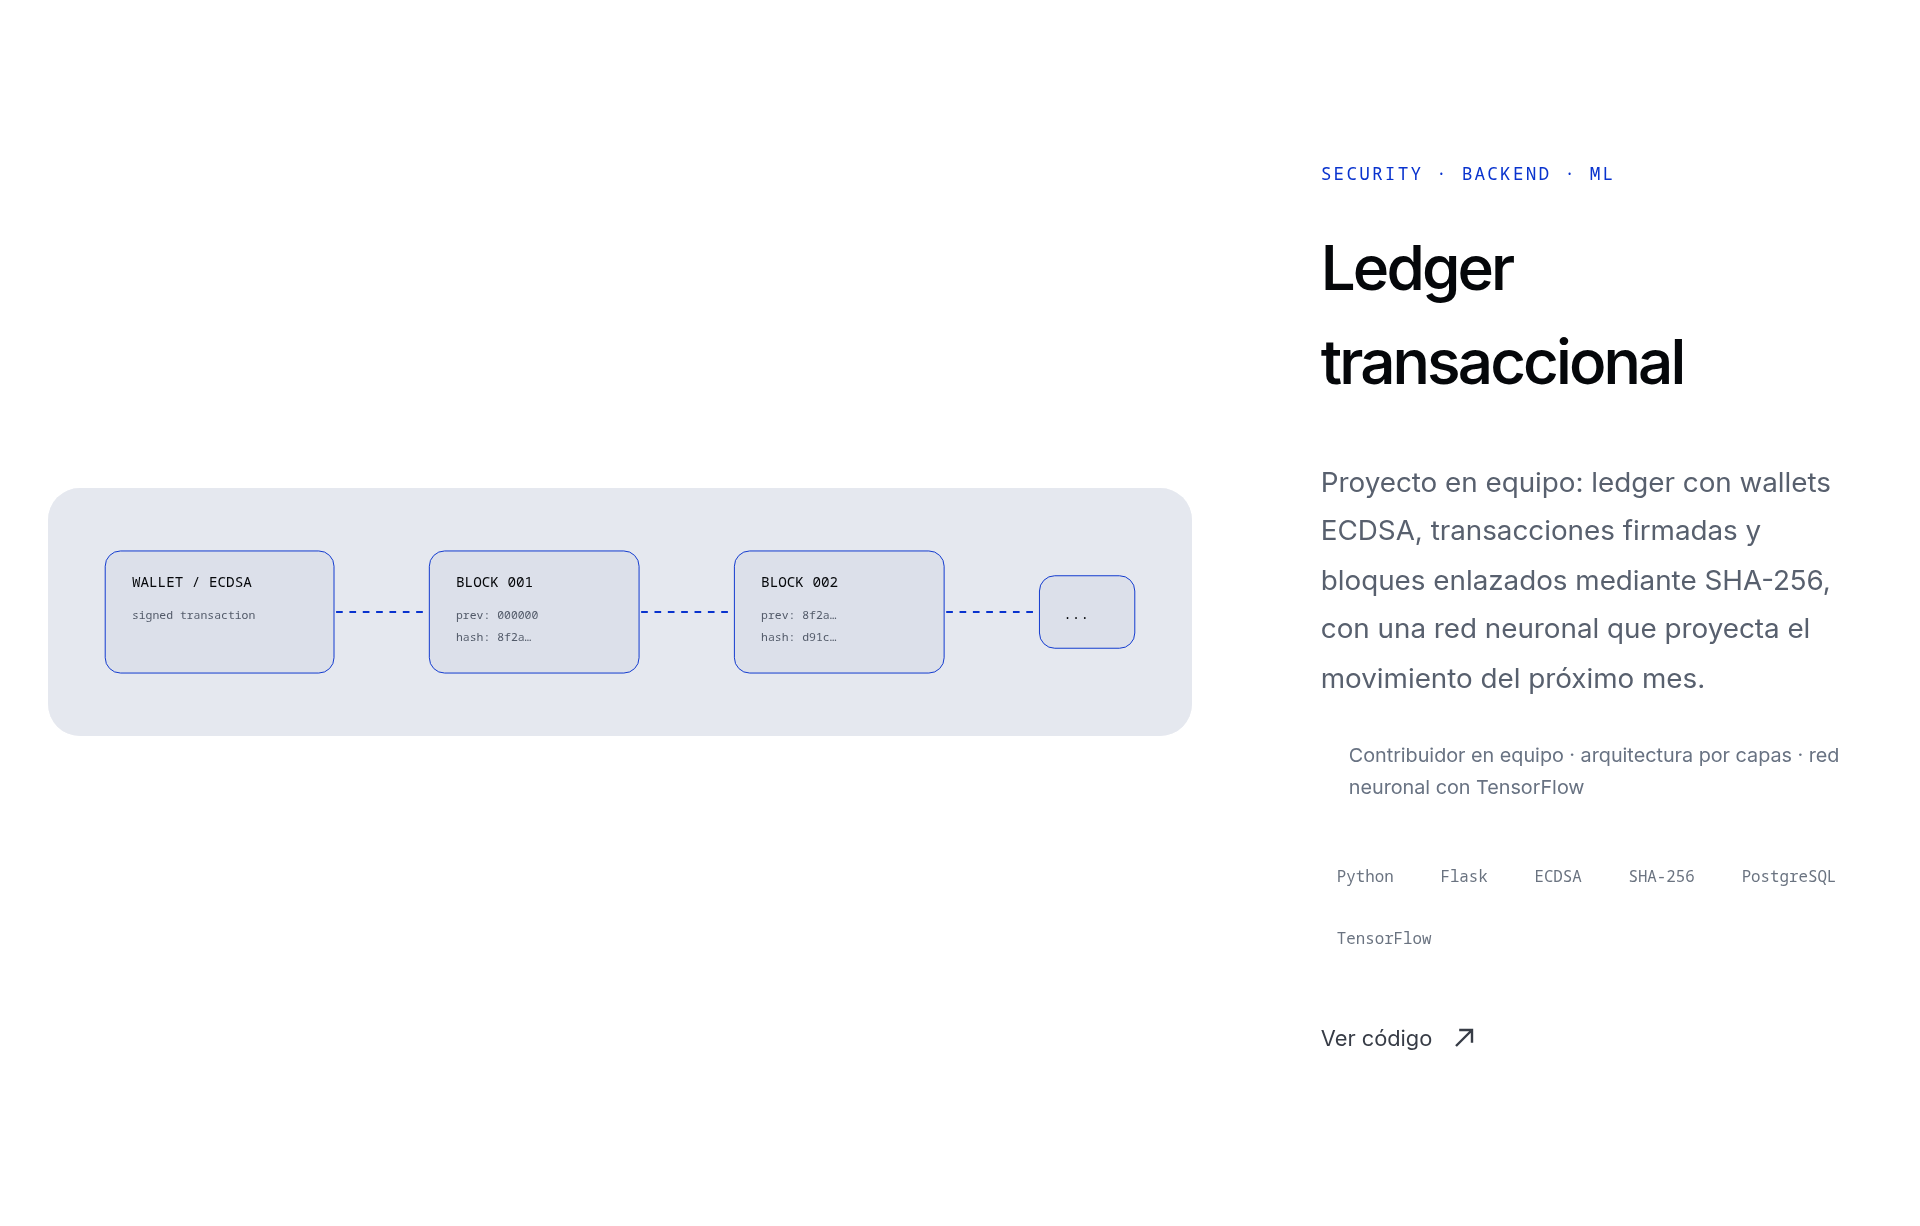 WALLET / ECDSA
signed transaction
BLOCK 001
prev: 000000
hash: 8f2a…
BLOCK 002
prev: 8f2a…
hash: d91c…
...
SECURITY · BACKEND · ML
Ledger
transaccional
Proyecto en equipo: ledger con wallets
ECDSA, transacciones firmadas y
bloques enlazados mediante SHA-256,
con una red neuronal que proyecta el
movimiento del próximo mes.
Contribuidor en equipo · arquitectura por capas · red
neuronal con TensorFlow
Python Flask ECDSA SHA-256 PostgreSQL
TensorFlow
Ver código